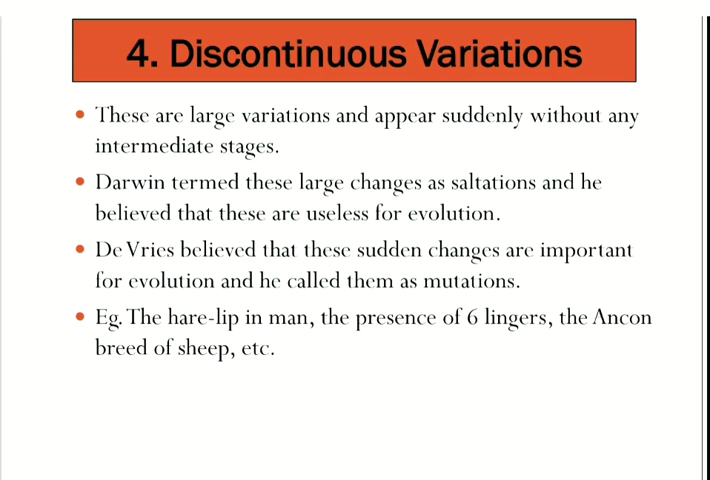 4. Discontinuous Variations
• These are large variations and appear suddenly without any
intermediate stages.
• Darwin termed these large changes as saltations and he
believed that these are useless for evolution.
• De Vries believed that these sudden changes are important
for evolution and he called them as mutations.
• Eg. The hare-lip in man, the presence of 6 lingers, the Ancon
breed of sheep, etc.